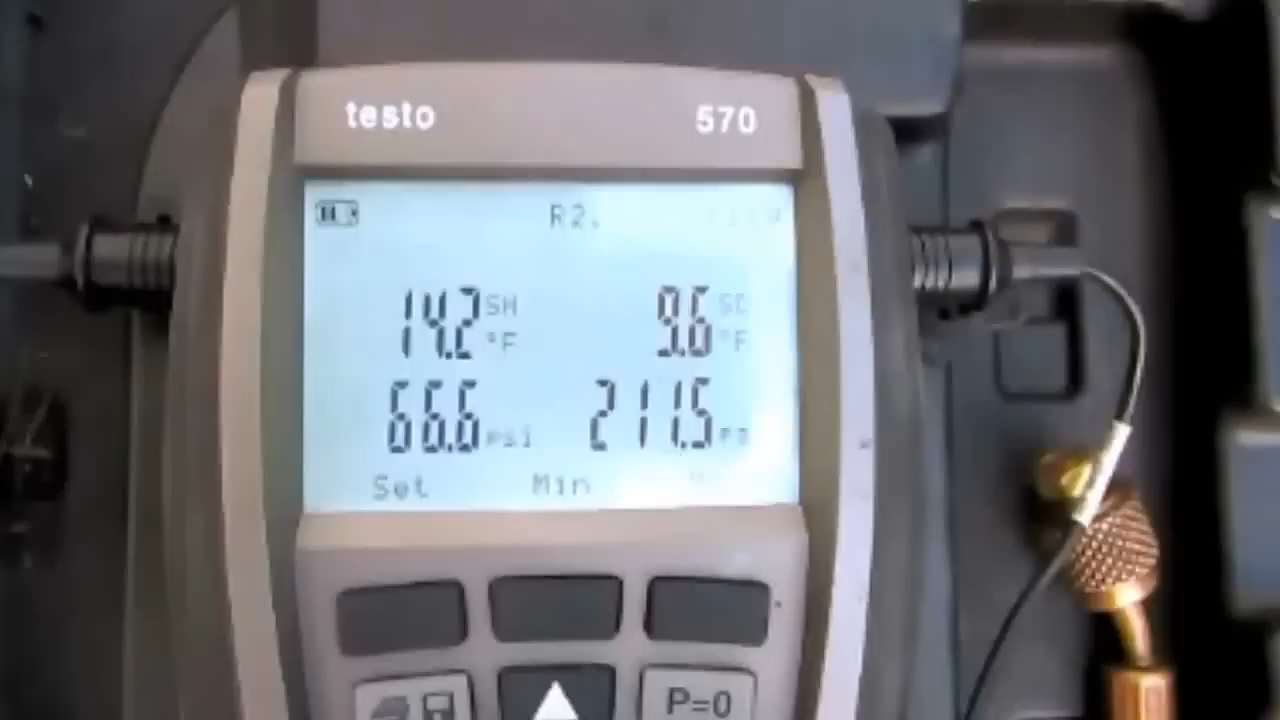 testo 570
R2.
14.2 SH 9.6 SC
°F °F
66.6 psi 211.5
Set Min
P=0